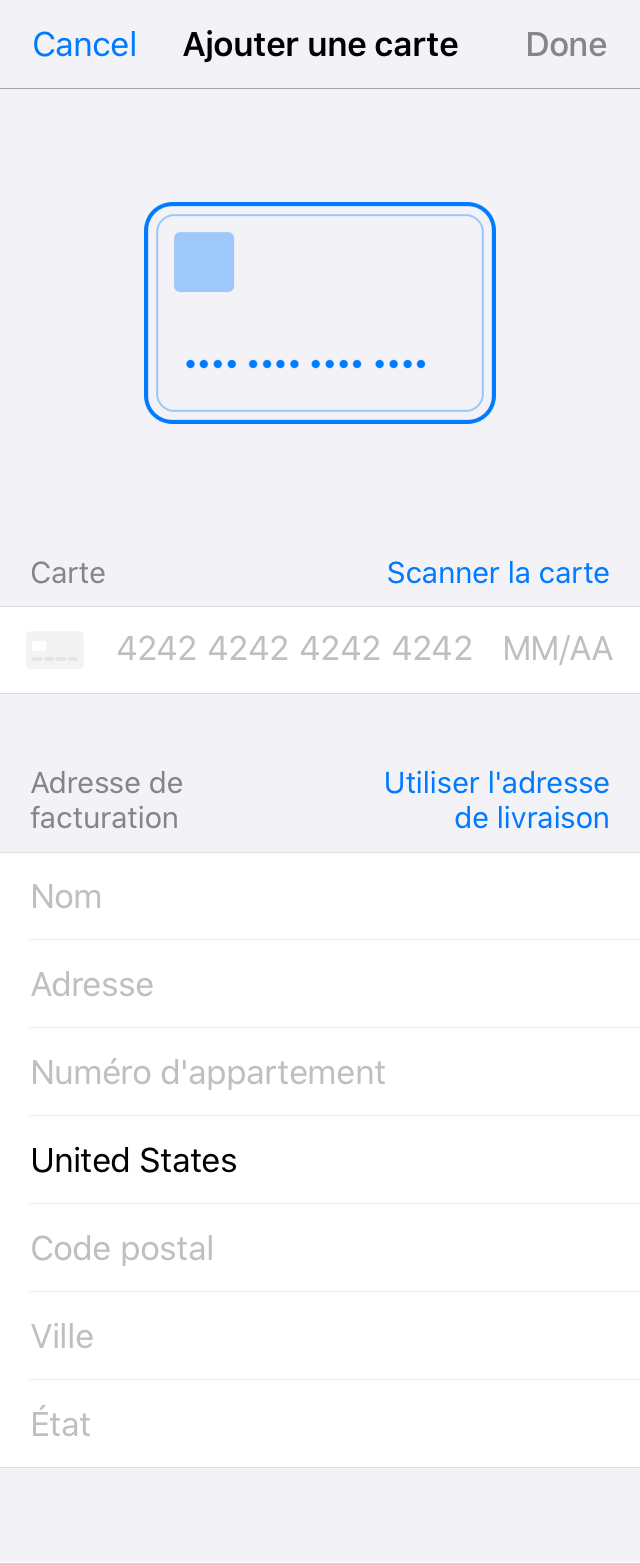 Cancel Ajouter une carte Done
•••• •••• •••• ••••
Carte Scanner la carte
4242 4242 4242 4242 MM/AA
Adresse de Utiliser l'adresse
facturation de livraison
Nom
Adresse
Numéro d'appartement
United States
Code postal
Ville
État